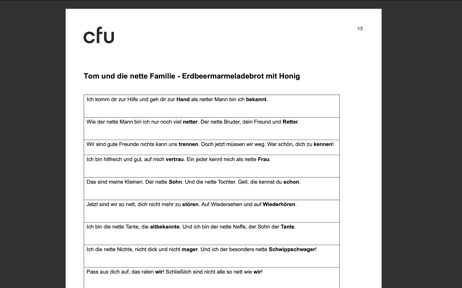 cfu
1/2
Tom und die nette Familie - Erdbeermarmeladebrot mit Honig
Ich komm dir zur Hilfe und geh dir zur Hand als netter Mann bin ich bekannt.
Wie der nette Mann bin ich nur noch viel netter. Der nette Bruder, dein Freund und Retter.
Wir sind gute Freunde nichts kann uns trennen. Doch jetzt müssen wir weg. War schön, dich zu kennen!
Ich bin hilfreich und gut, auf mich vertrau. Ein jeder kennt mich als nette Frau.
Das sind meine Kleinen. Der nette Sohn. Und die nette Tochter. Gell, die kennst du schon.
Jetzt sind wir so nett, dich nicht mehr zu stören. Auf Wiedersehen und auf Wiederhören.
Ich bin die nette Tante, die altbekannte. Und ich bin der nette Neffe, der Sohn der Tante.
Ich die nette Nichte, nicht dick und nicht mager. Und ich der besonders nette Schwippschwager!
Pass aus dich auf, das raten wir! Schließlich sind nicht alle so nett wie wir!